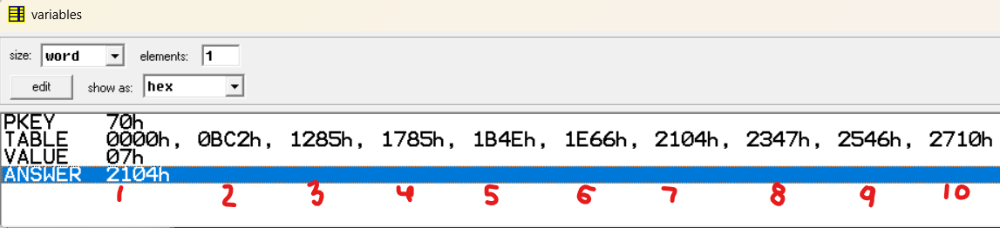 variables
size: word elements: 1
edit show as: hex
PKEY 70h
TABLE 0000h, 0BC2h, 1285h, 1785h, 1B4Eh, 1E66h, 2104h, 2347h, 2546h, 2710h
VALUE 07h
ANSWER 2104h
1 2 3 4 5 6 7 8 9 10